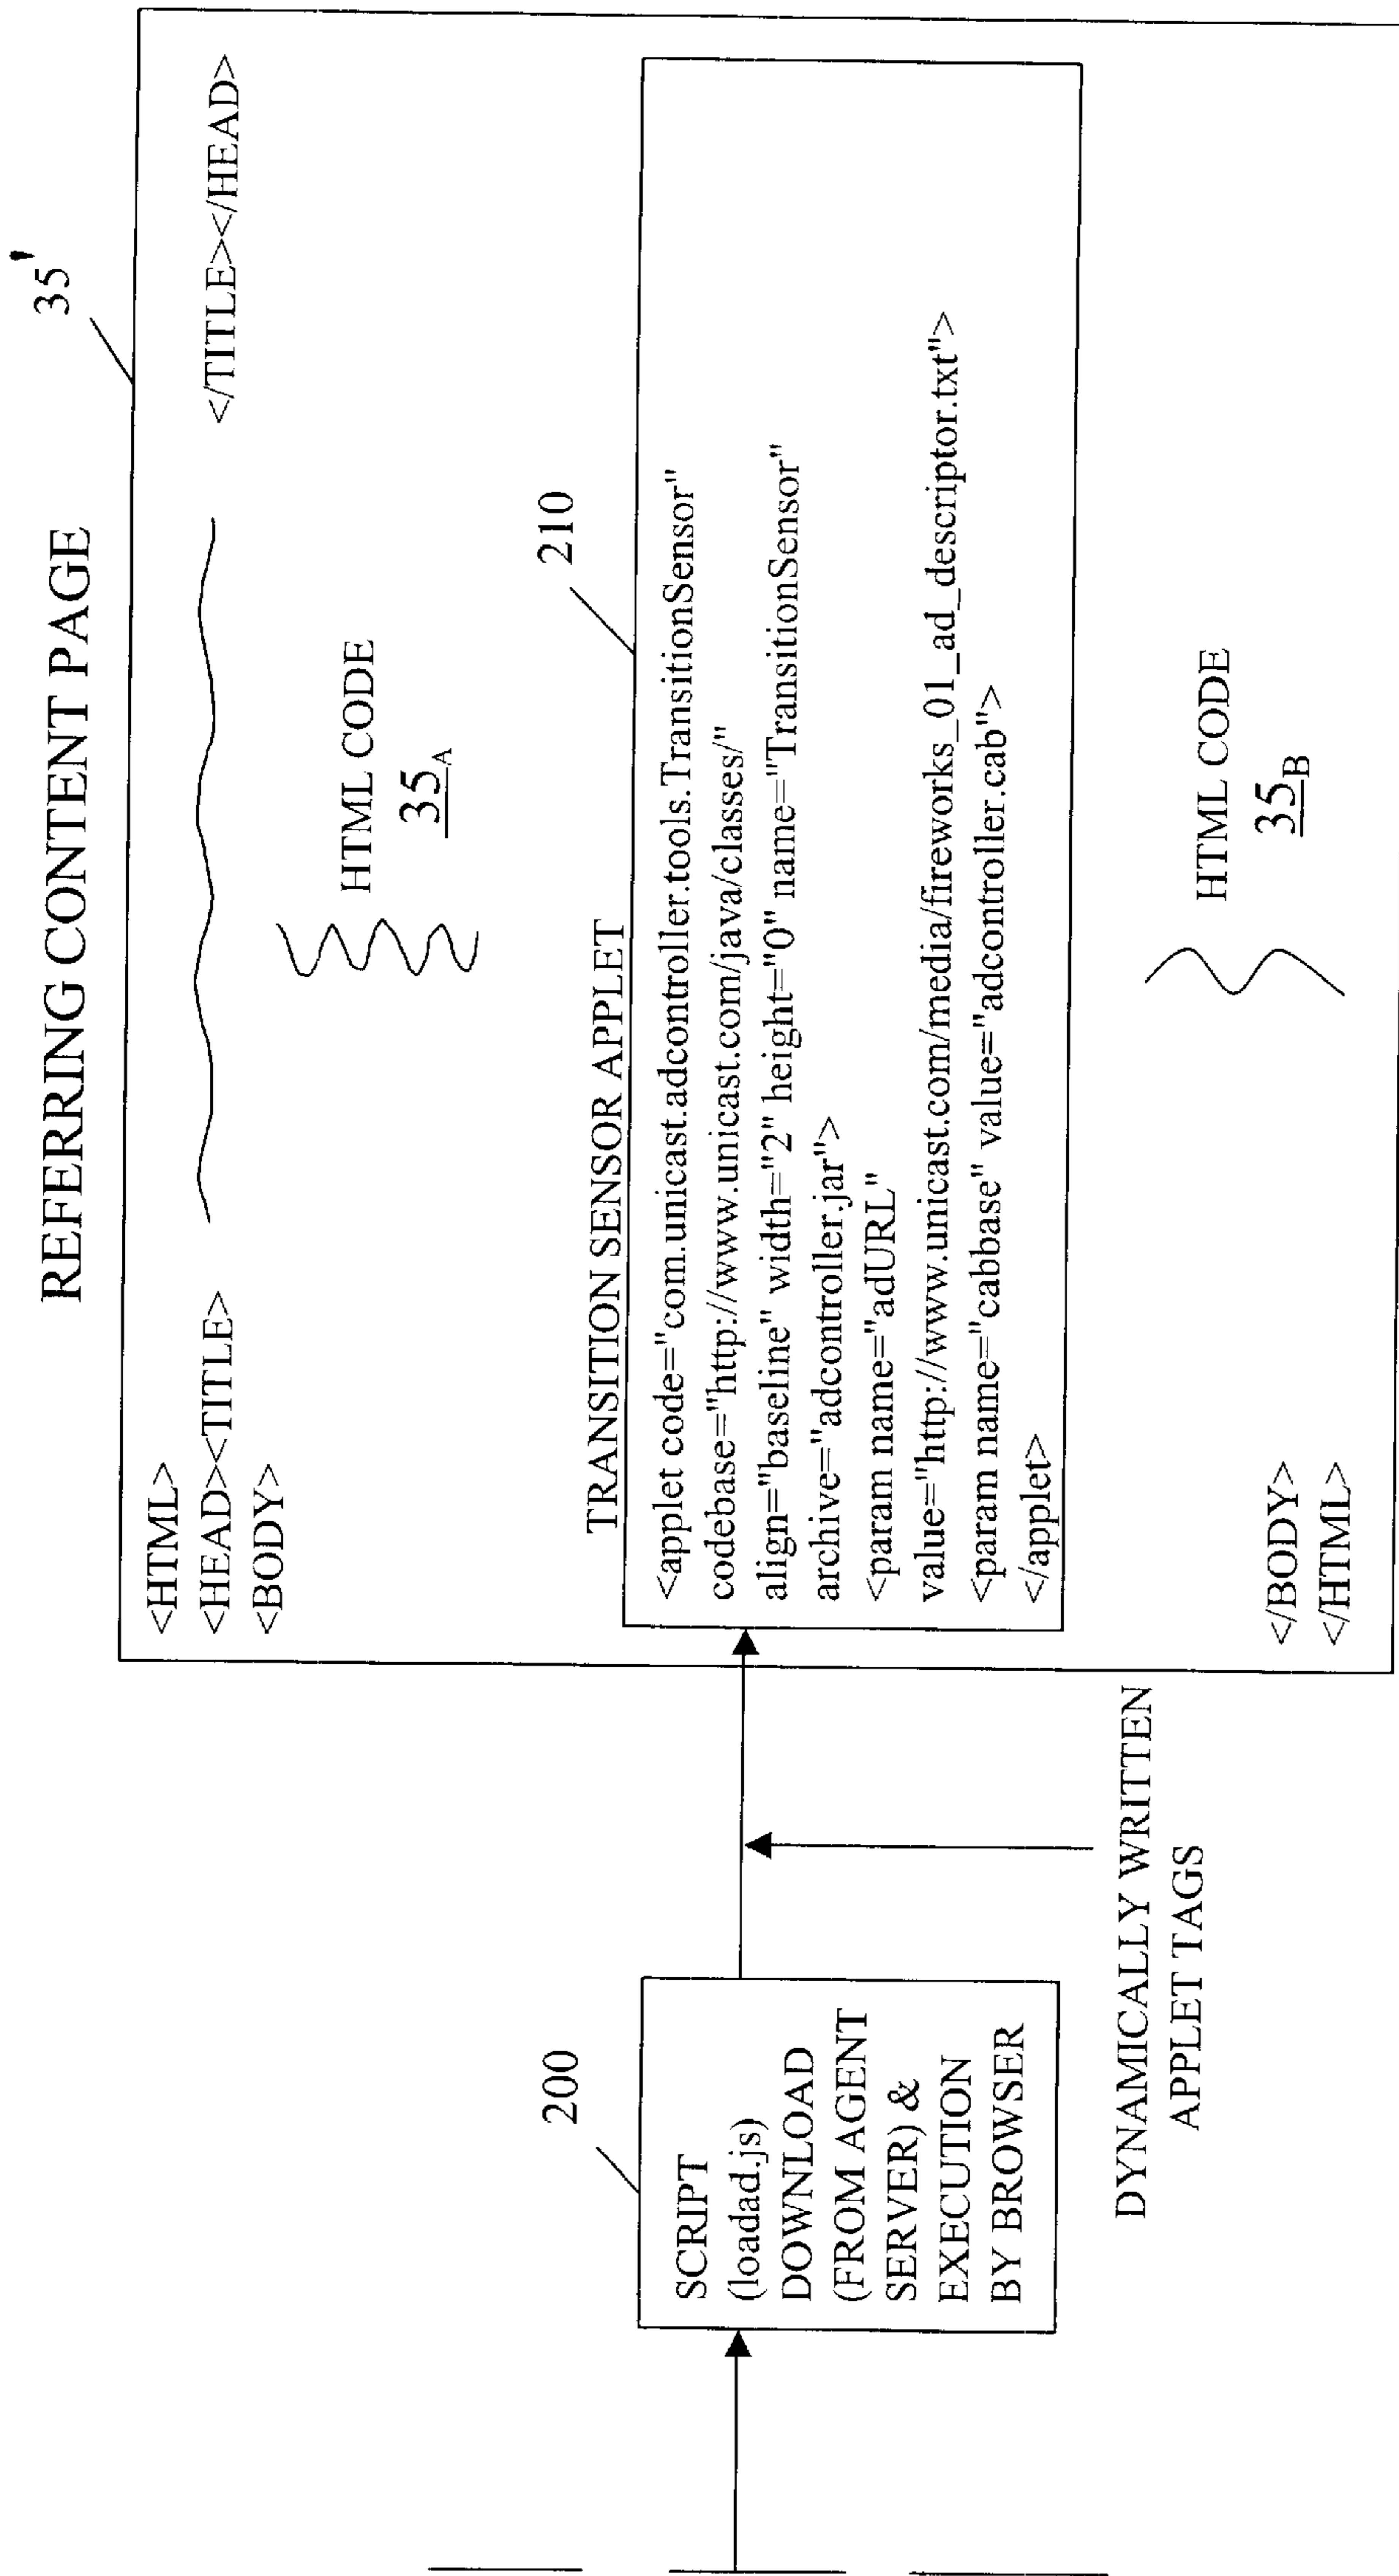 REFERRING CONTENT PAGE
35'
<HTML>
<HEAD><TITLE> </TITLE></HEAD>
<BODY>
HTML CODE
35A
TRANSITION SENSOR APPLET
210
<applet code="com.unicast.adcontroller.tools.TransitionSensor"
codebase="http://www.unicast.com/java/classes/"
align="baseline" width="2" height="0" name="TransitionSensor"
archive="adcontroller.jar">
<param name="adURL"
value="http://www.unicast.com/media/fireworks_01_ad_descriptor.txt">
<param name="cabbase" value="adcontroller.cab">
</applet>
HTML CODE
35B
</BODY>
</HTML>
200
SCRIPT
(loadad.js)
DOWNLOAD
(FROM AGENT
SERVER) &
EXECUTION
BY BROWSER
DYNAMICALLY WRITTEN
APPLET TAGS